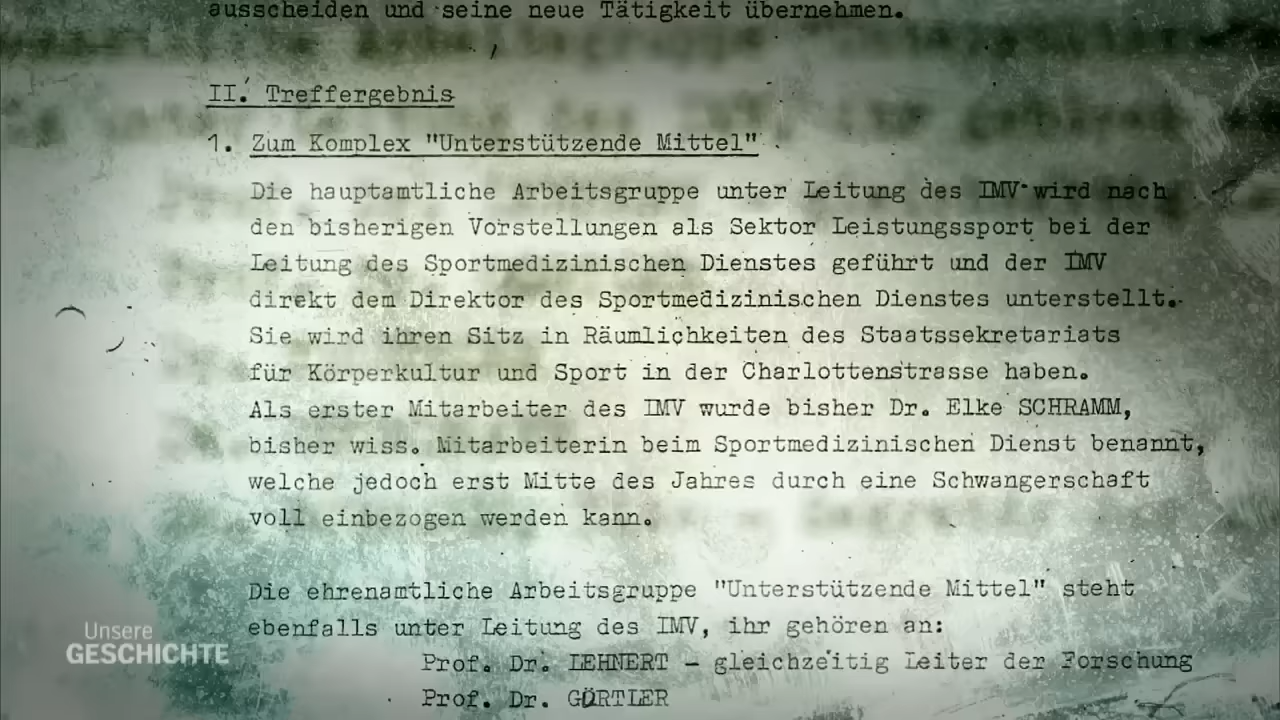 ausscheiden und seine neue Tätigkeit übernehmen.
II. Treffergebnis
1. Zum Komplex "Unterstützende Mittel"
Die hauptamtliche Arbeitsgruppe unter Leitung des IMV wird nach
den bisherigen Vorstellungen als Sektor Leistungssport bei der
Leitung des Sportmedizinischen Dienstes geführt und der IMV
direkt dem Direktor des Sportmedizinischen Dienstes unterstellt.
Sie wird ihren Sitz in Räumlichkeiten des Staatssekretariats
für Körperkultur und Sport in der Charlottenstrasse haben.
Als erster Mitarbeiter des IMV wurde bisher Dr. Elke SCHRAMM,
bisher wiss. Mitarbeiterin beim Sportmedizinischen Dienst benannt,
welche jedoch erst Mitte des Jahres durch eine Schwangerschaft
voll einbezogen werden kann.
Die ehrenamtliche Arbeitsgruppe "Unterstützende Mittel" steht
ebenfalls unter Leitung des IMV, ihr gehören an:
Prof. Dr. LEHNERT - gleichzeitig Leiter der Forschung
Prof. Dr. GÜRTLER
Unsere
GESCHICHTE